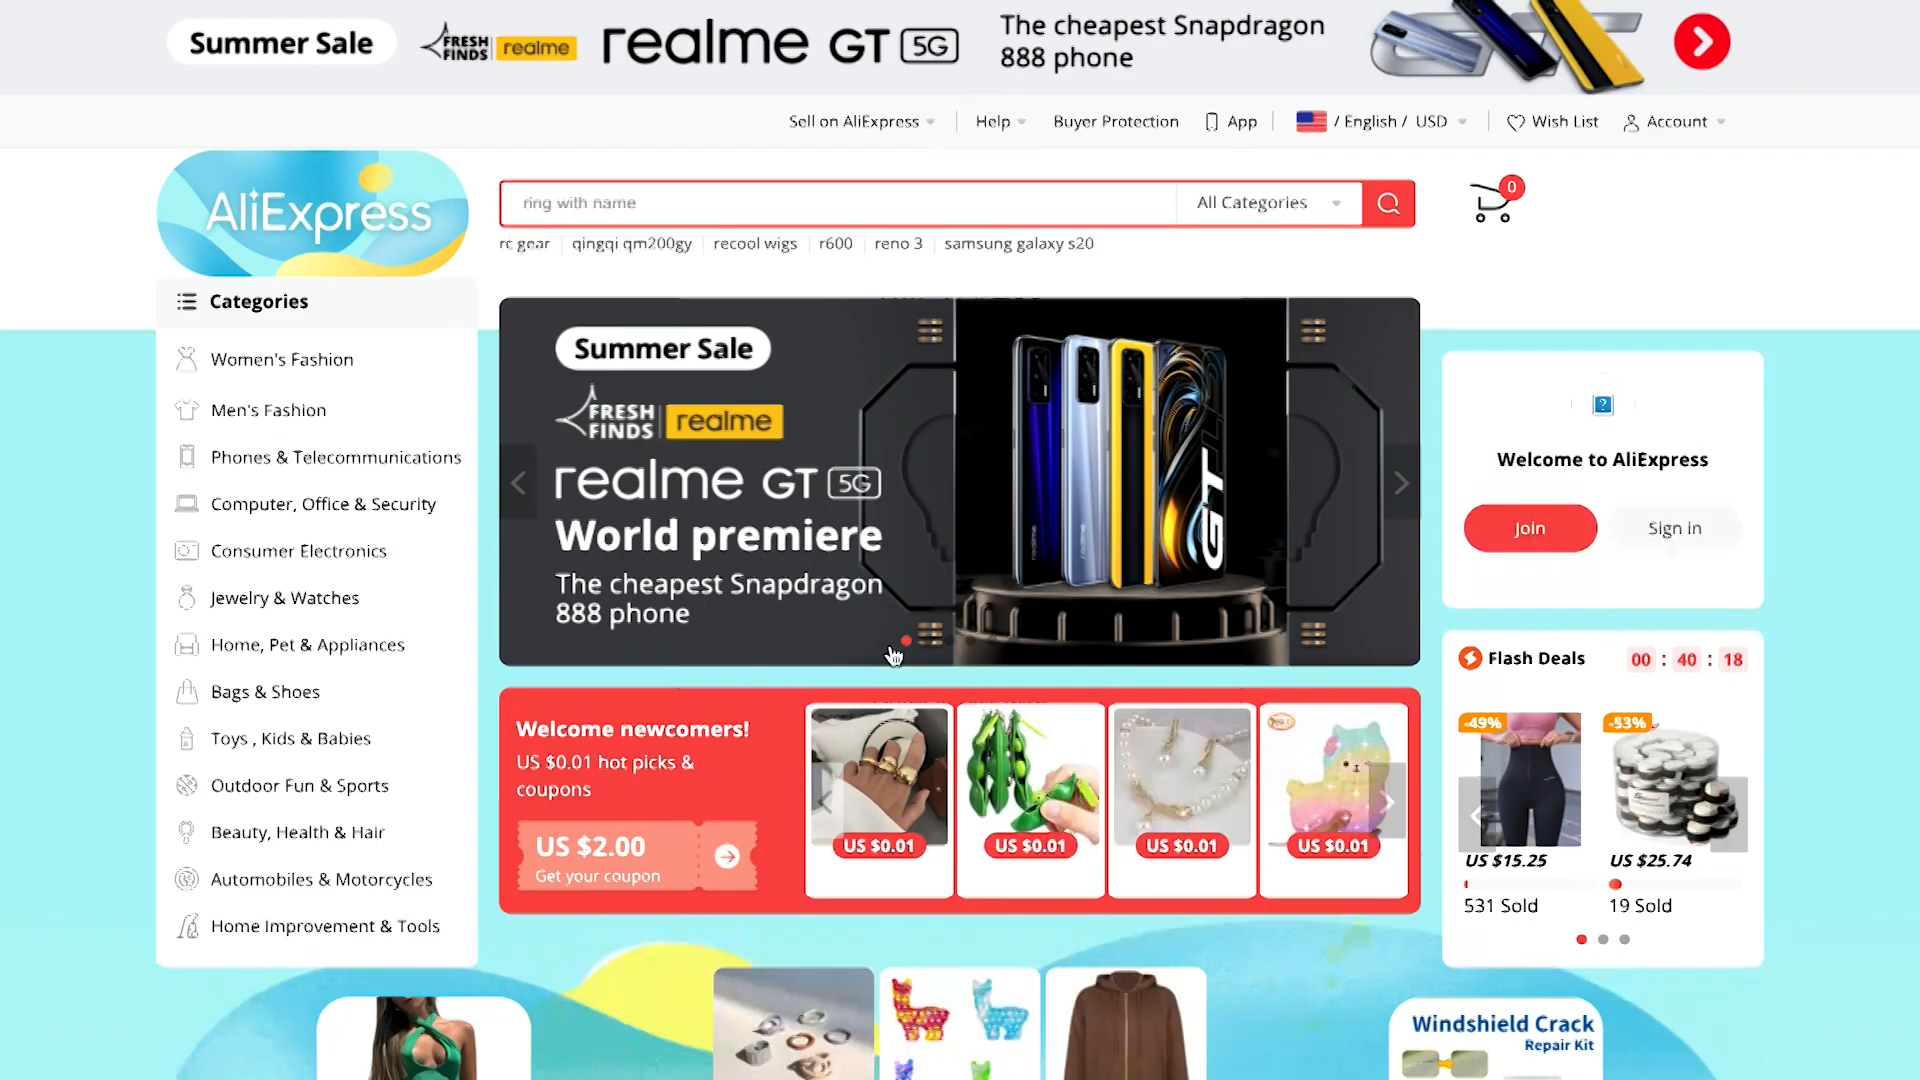 Summer Sale
FRESH FINDS realme
realme GT 5G
The cheapest Snapdragon
888 phone
Sell on AliExpress
Help
Buyer Protection
App
/ English / USD
Wish List
Account
AliExpress
ring with name
All Categories
0
rc gear
qingqi qm200gy
recool wigs
r600
reno 3
samsung galaxy s20
Categories
Women's Fashion
Men's Fashion
Phones & Telecommunications
Computer, Office & Security
Consumer Electronics
Jewelry & Watches
Home, Pet & Appliances
Bags & Shoes
Toys , Kids & Babies
Outdoor Fun & Sports
Beauty, Health & Hair
Automobiles & Motorcycles
Home Improvement & Tools
Summer Sale
FRESH
FINDS
realme
realme GT 5G
World premiere
The cheapest Snapdragon
888 phone
GT
Welcome to AliExpress
Join
Sign in
Flash Deals
00 : 40 : 18
-49%
-53%
US $15.25
US $25.74
531 Sold
19 Sold
Welcome newcomers!
US $0.01 hot picks &
coupons
US $2.00
Get your coupon
US $0.01
US $0.01
US $0.01
US $0.01
Windshield Crack
Repair Kit